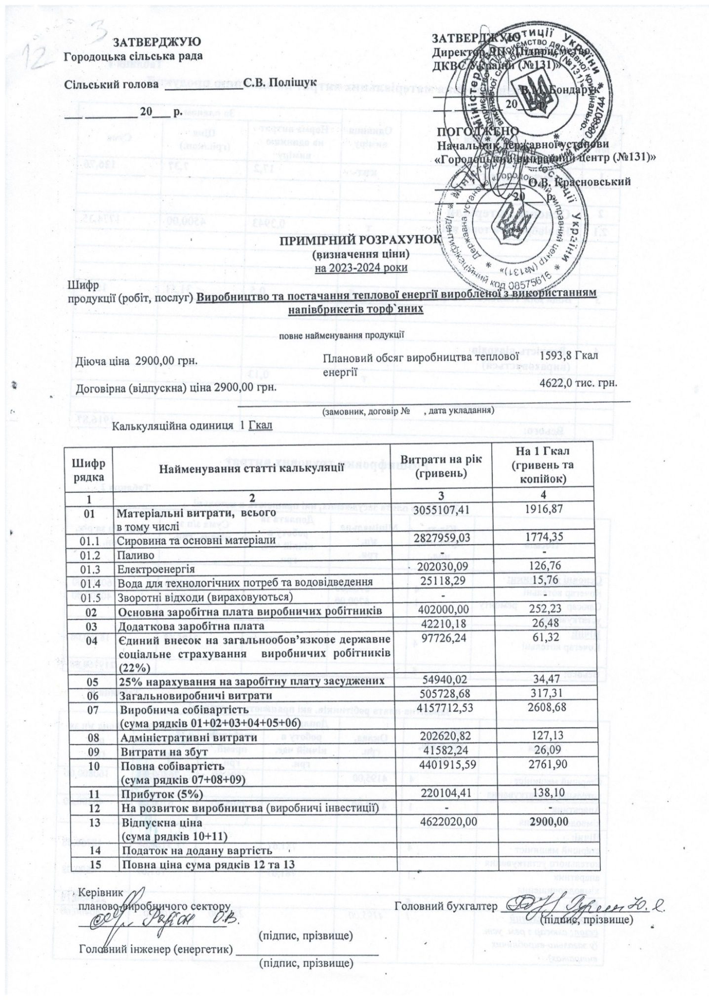 12 3
ЗАТВЕРДЖУЮ
Городоцька сільська рада
Сільський голова ____________С.В. Поліщук
___ _________ 20___ р.
ЗАТВЕРДЖУЮ
Директор ДП «Підприємство
ДКВС України (№131)»
____________ В.М. Бондарук
___ _________ 20___ р.
ПОГОДЖЕНО
Начальник державної установи
«Городоцький виправний центр (№131)»
______________ О.В. Красновський
___ _________ 20___ р.
Міністерство юстиції України * 08680744
Міністерство юстиції України * Ідентифікаційний код 08575616
Державна установа «Городоцький виправний центр (№131)» *
ПРИМІРНИЙ РОЗРАХУНОК
(визначення ціни)
на 2023-2024 роки
Шифр
продукції (робіт, послуг) Виробництво та постачання теплової енергії виробленої з використанням
напівбрикетів торф`яних
повне найменування продукції
Діюча ціна 2900,00 грн.
Плановий обсяг виробництва теплової 1593,8 Гкал
енергії
4622,0 тис. грн.
Договірна (відпускна) ціна 2900,00 грн.
(замовник, договір № , дата укладання)
Калькуляційна одиниця 1 Гкал
Шифр рядка Найменування статті калькуляції Витрати на рік (гривень) На 1 Гкал (гривень та копійок)
1 2 3 4
01 Матеріальні витрати, всього 3055107,41 1916,87
в тому числі
01.1 Сировина та основні матеріали 2827959,03 1774,35
01.2 Паливо - -
01.3 Електроенергія 202030,09 126,76
01.4 Вода для технологічних потреб та водовідведення 25118,29 15,76
01.5 Зворотні відходи (вираховуються) - -
02 Основна заробітна плата виробничих робітників 402000,00 252,23
03 Додаткова заробітна плата 42210,18 26,48
04 Єдиний внесок на загальнообов’язкове державне 97726,24 61,32
соціальне страхування виробничих робітників
(22%)
05 25% нарахування на заробітну плату засуджених 54940,02 34,47
06 Загальновиробничі витрати 505728,68 317,31
07 Виробнича собівартість 4157712,53 2608,68
(сума рядків 01+02+03+04+05+06)
08 Адміністративні витрати 202620,82 127,13
09 Витрати на збут 41582,24 26,09
10 Повна собівартість 4401915,59 2761,90
(сума рядків 07+08+09)
11 Прибуток (5%) 220104,41 138,10
12 На розвиток виробництва (виробничі інвестиції) - -
13 Відпускна ціна 4622020,00 2900,00
(сума рядків 10+11)
14 Податок на додану вартість
15 Повна ціна сума рядків 12 та 13
Керівник
планово-виробничого сектору
Головний бухгалтер
(підпис, прізвище)
(підпис, прізвище)
Головний інженер (енергетик) ________________________
(підпис, прізвище)